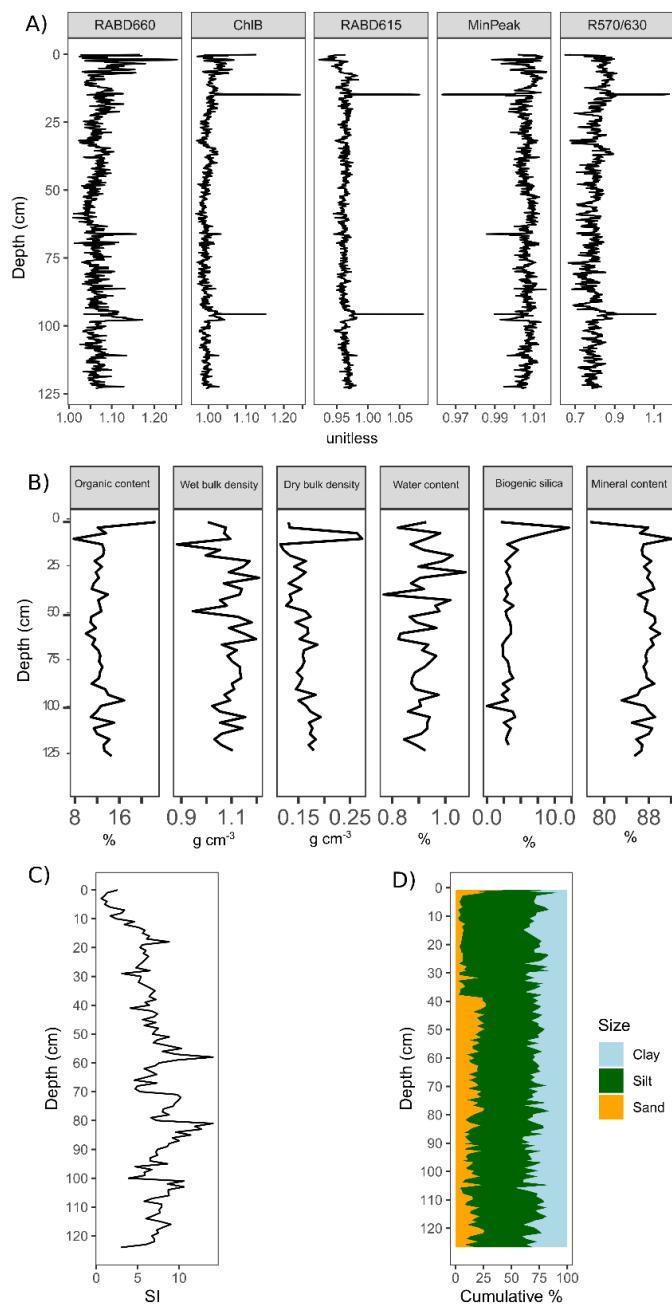 A)
RABD660 ChlB RABD615 MinPeak R570/630
0
25
50
75
100
125
Depth (cm)
1.00 1.10 1.20 1.00 1.10 1.20 0.95 1.00 1.05 0.97 0.99 1.01 0.7 0.9 1.1
unitless
B)
Organic content Wet bulk density Dry bulk density Water content Biogenic silica Mineral content
0
25
50
75
100
125
Depth (cm)
8 16 0.9 1.1 0.15 0.25 0.8 1.0 0.0 10.0 80 88
% g cm-3 g cm-3 % % %
C)
0
10
20
30
40
50
60
70
80
90
100
110
120
Depth (cm)
0 5 10
SI
D)
0
10
20
30
40
50
60
70
80
90
100
110
120
Depth (cm)
0 25 50 75 100
Cumulative %
Size
Clay
Silt
Sand